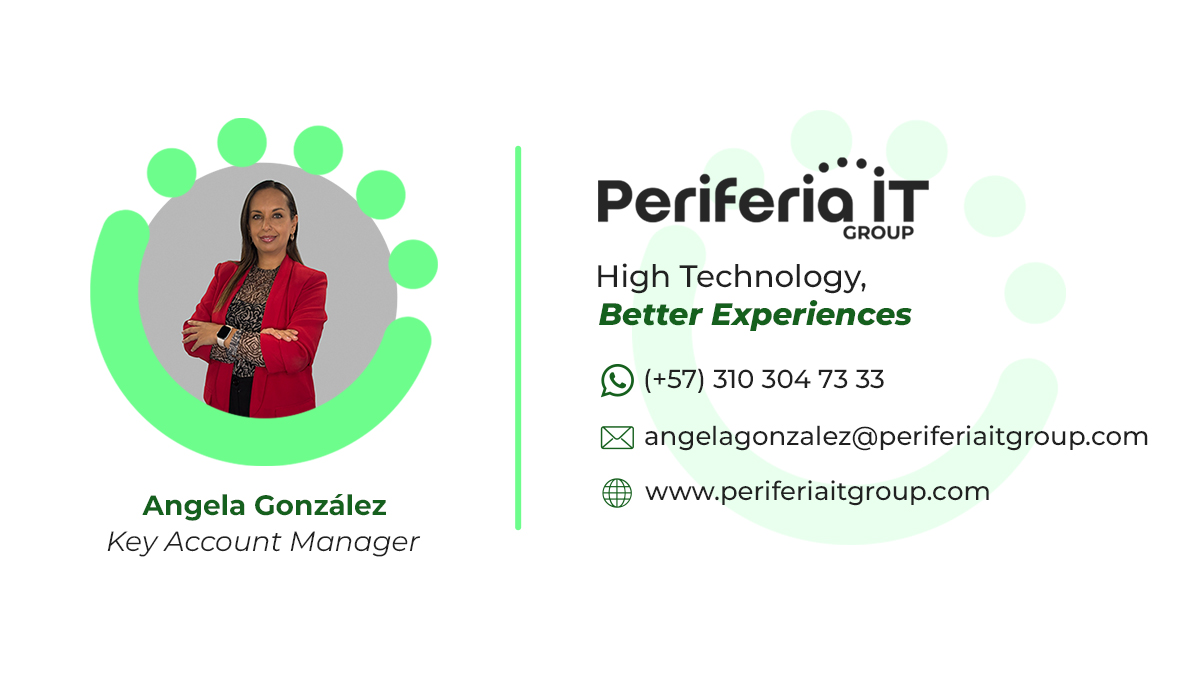 Angela González
Key Account Manager
Periferia IT
GROUP
High Technology,
Better Experiences
(+57) 310 304 73 33
angelagonzalez@periferiaitgroup.com
www.periferiaitgroup.com